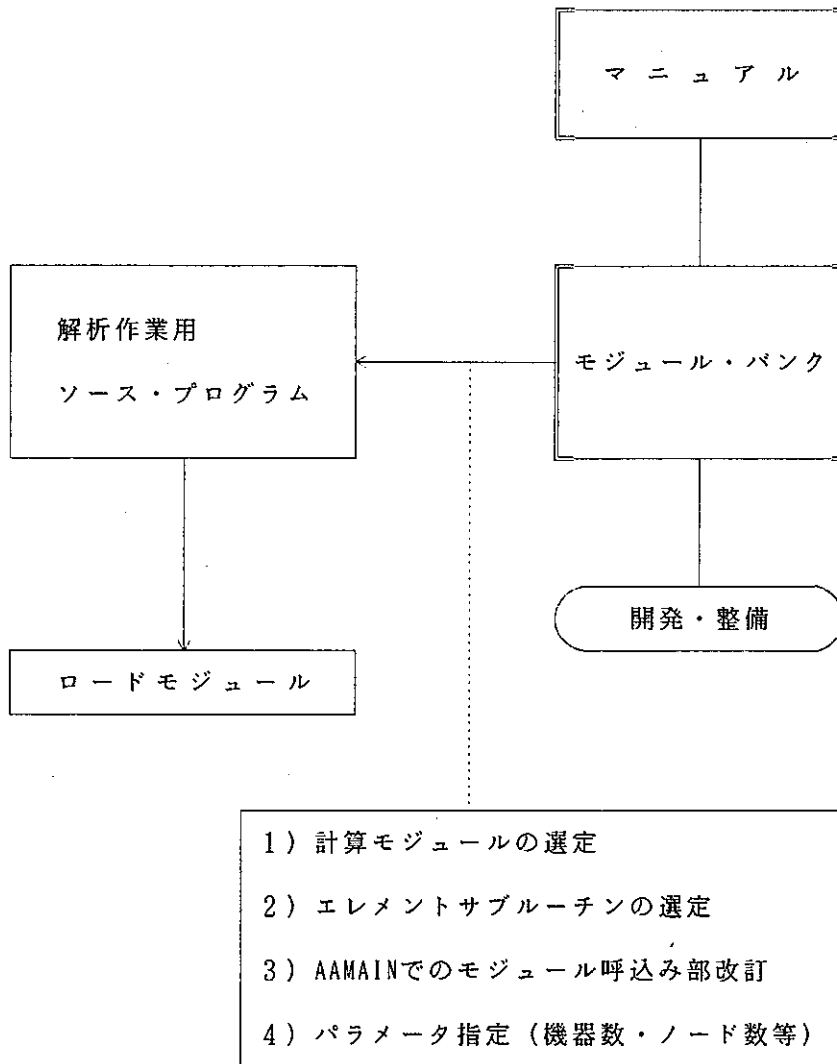 マニュアル
解析作業用
ソース・プログラム
モジュール・バンク
開発・整備
ロードモジュール
1) 計算モジュールの選定
2) エレメントサブルーチンの選定
3) AAMAINでのモジュール呼込み部改訂
4) パラメータ指定 (機器数・ノード数等)